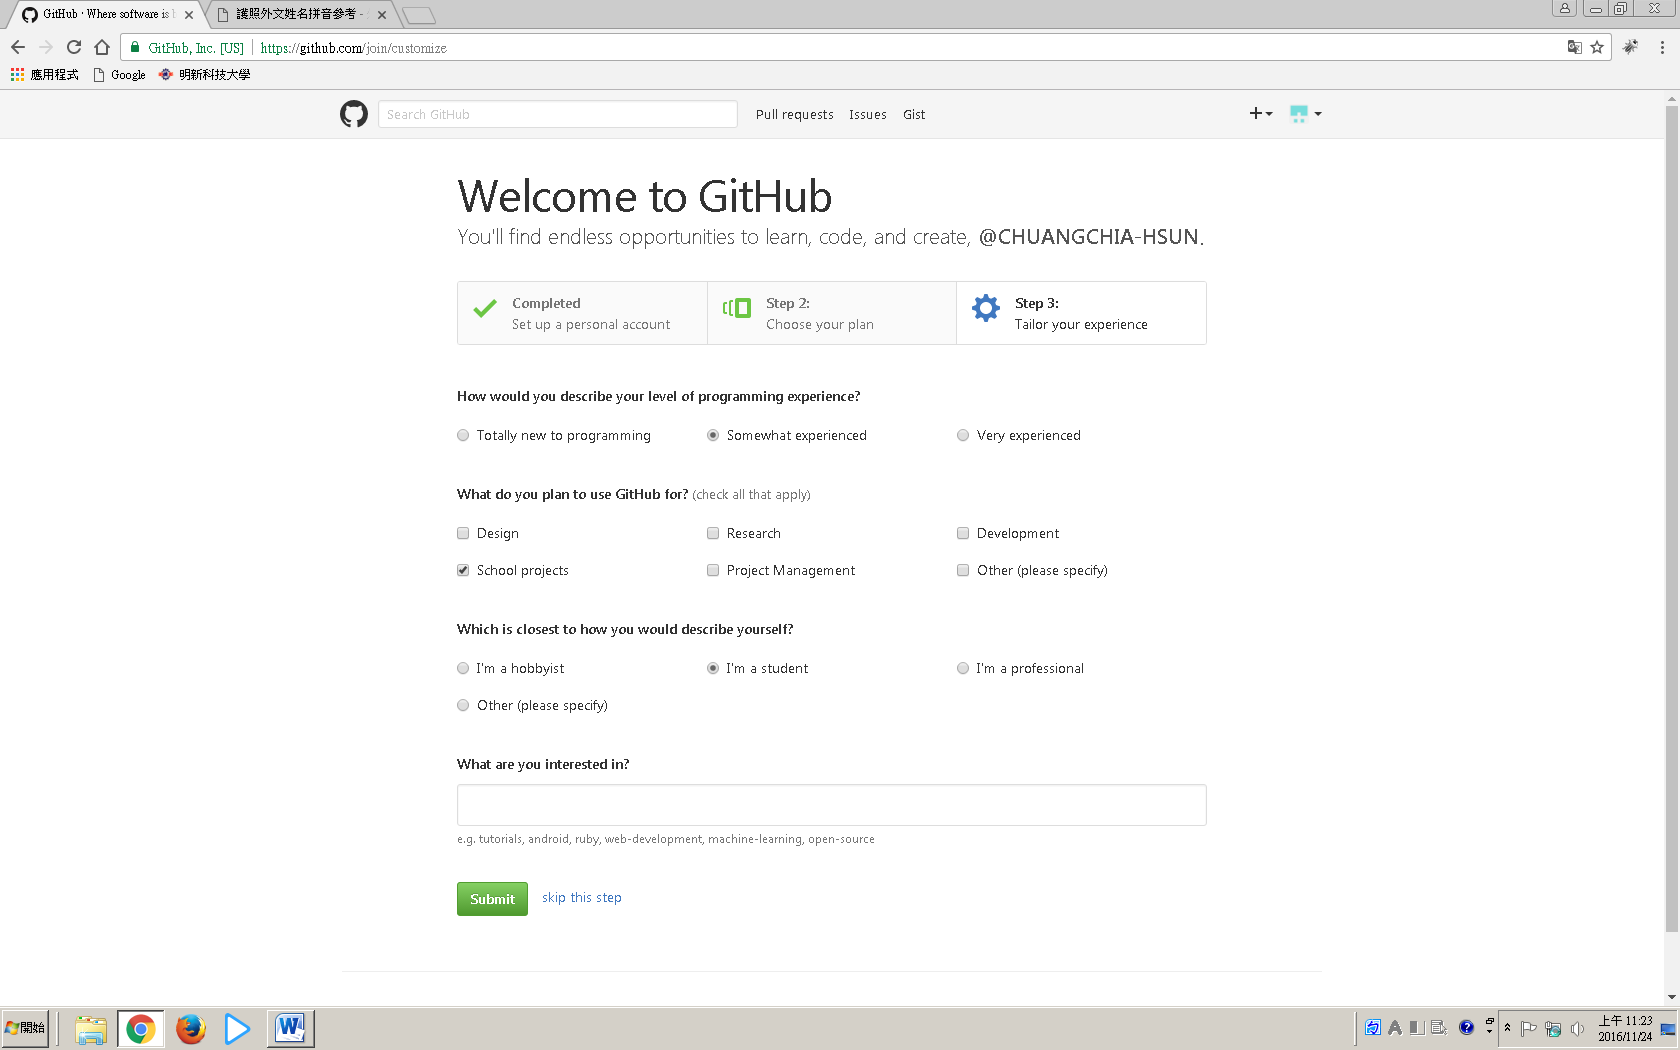 GitHub · Where software is
護照外文姓名拼音參考 -
GitHub, Inc. [US] https://github.com/join/customize
應用程式 Google 明新科技大學
Search GitHub Pull requests Issues Gist
Welcome to GitHub
You'll find endless opportunities to learn, code, and create, @CHUANGCHIA-HSUN.
Completed
Set up a personal account
Step 2:
Choose your plan
Step 3:
Tailor your experience
How would you describe your level of programming experience?
Totally new to programming Somewhat experienced Very experienced
What do you plan to use GitHub for? (check all that apply)
Design Research Development
School projects Project Management Other (please specify)
Which is closest to how you would describe yourself?
I'm a hobbyist I'm a student I'm a professional
Other (please specify)
What are you interested in?
e.g. tutorials, android, ruby, web-development, machine-learning, open-source
Submit skip this step
開始
上午 11:23
2016/11/24